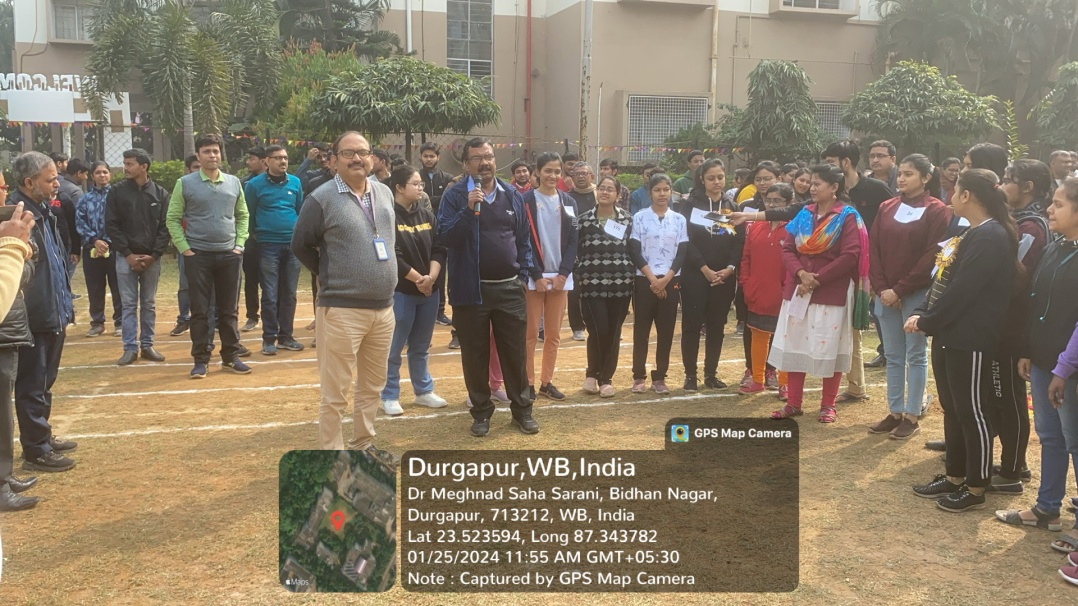 WELCOM
ATHLETIC
GPS Map Camera
Durgapur,WB,India
Dr Meghnad Saha Sarani, Bidhan Nagar,
Durgapur, 713212, WB, India
Lat 23.523594, Long 87.343782
01/25/2024 11:55 AM GMT+05:30
Note : Captured by GPS Map Camera
Maps